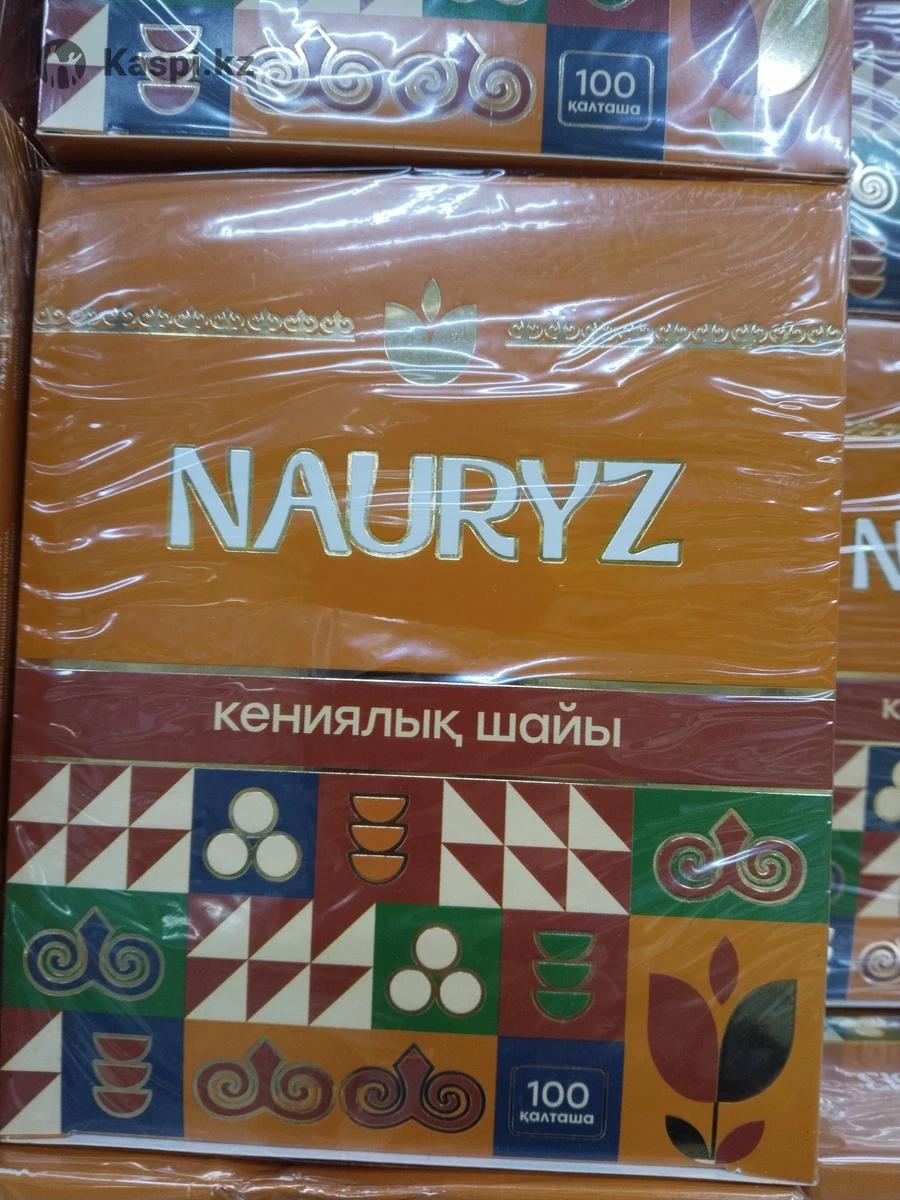 Kaspi.kz
100
қалташа
NAURYZ
кениялық шайы
100
қалташа